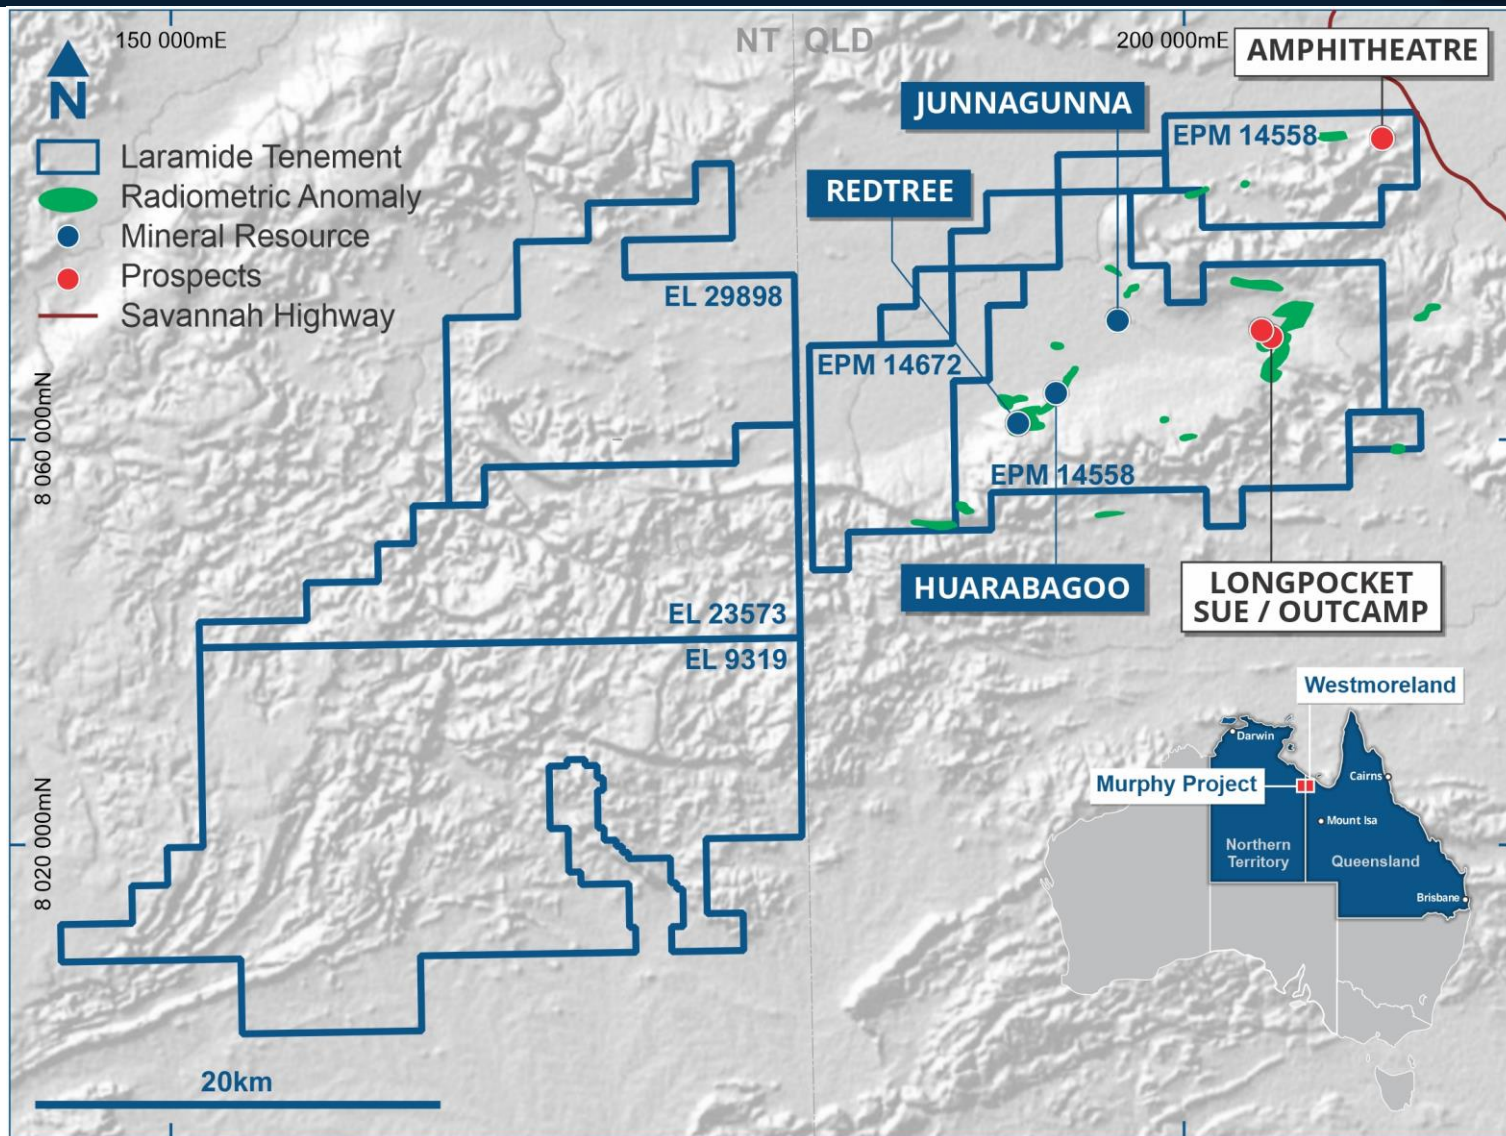 150 000mE
NT QLD
200 000mE
AMPHITHEATRE
N
JUNNAGUNNA
EPM 14558
Laramide Tenement
Radiometric Anomaly
Mineral Resource
Prospects
Savannah Highway
REDTREE
EL 29898
EPM 14672
8 060 000mN
EPM 14558
HUARABAGOO
LONGPOCKET
SUE / OUTCAMP
EL 23573
EL 9319
8 020 000mN
Westmoreland
Darwin
Murphy Project
Cairns
Mount Isa
Northern
Territory
Queensland
Brisbane
20km